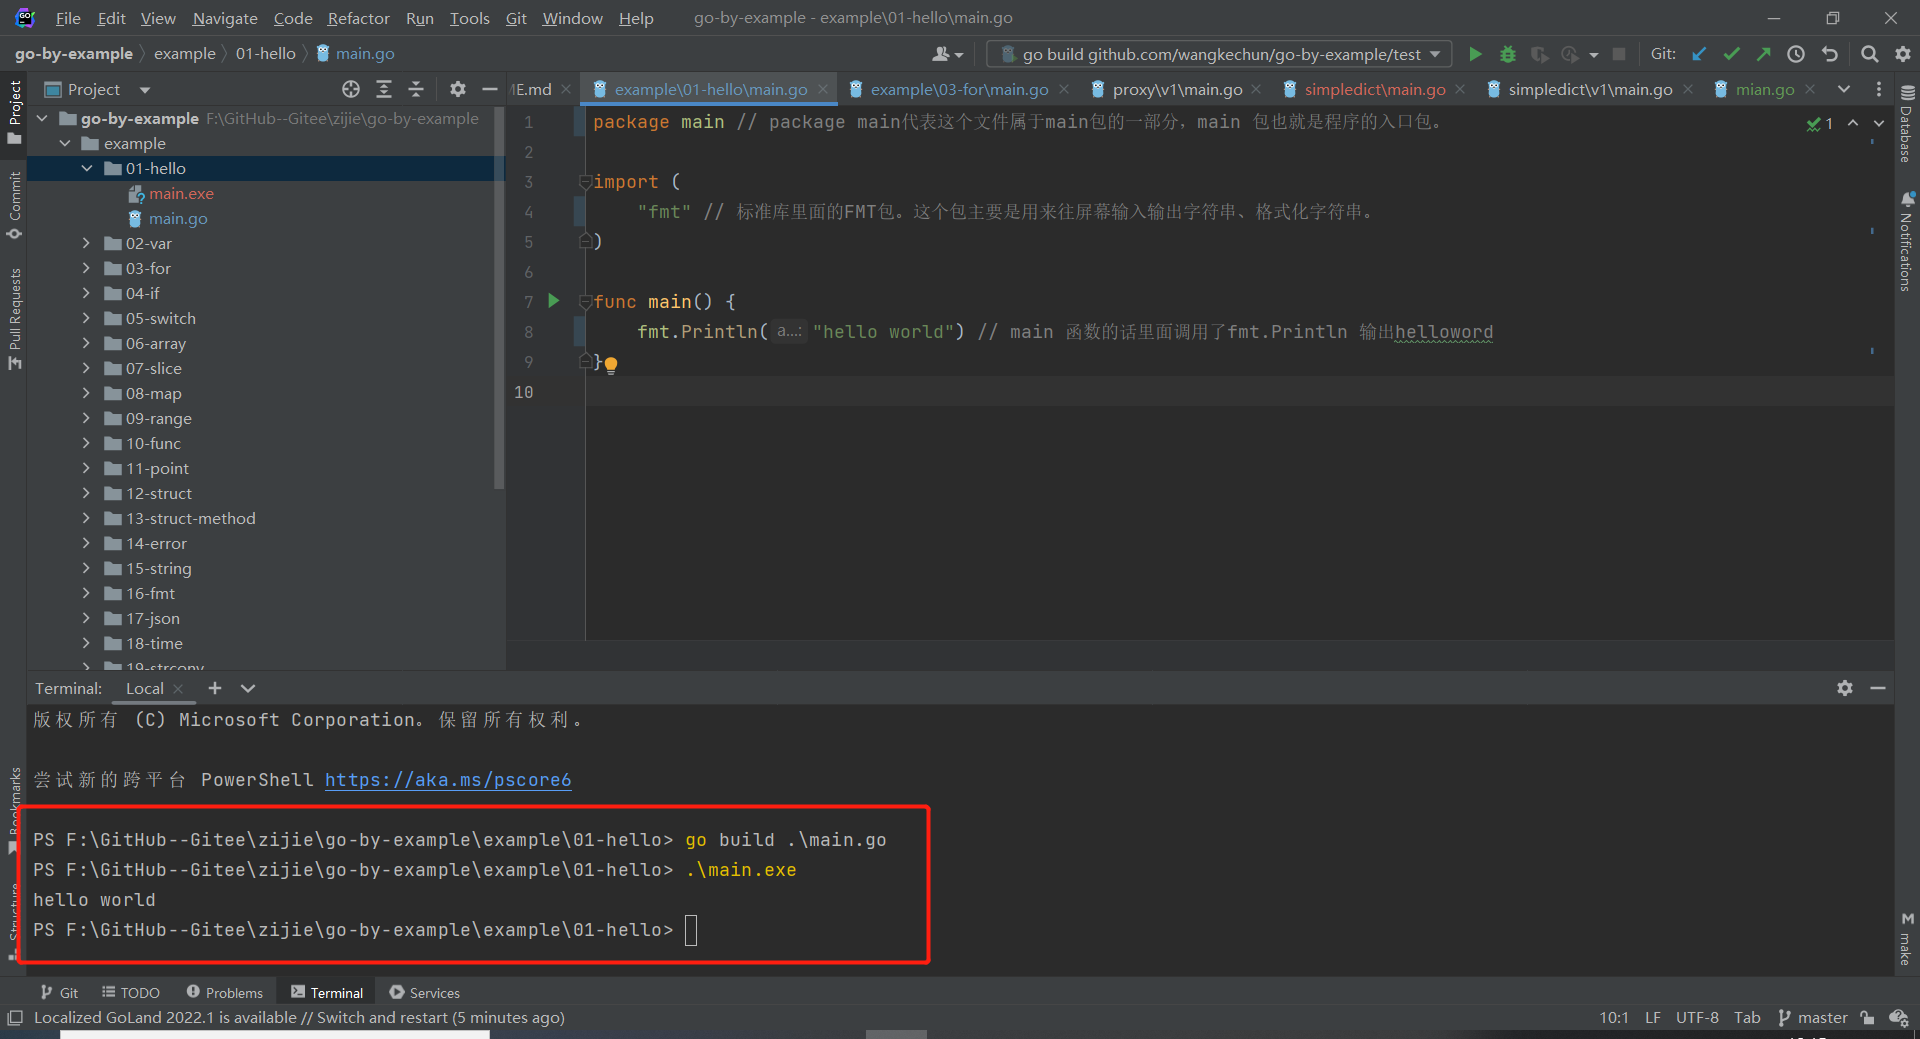 File Edit View Navigate Code Refactor Run Tools Git Window Help go-by-example - example\01-hello\main.go
go-by-example example 01-hello main.go go build github.com/wangkechun/go-by-example/test Git:
Project
ME.md example\01-hello\main.go example\03-for\main.go proxy\v1\main.go simpledict\main.go simpledict\v1\main.go mian.go
Project
Commit
Pull Requests
Bookmarks
Structure
go-by-example F:\GitHub--Gitee\zijie\go-by-example
example
01-hello
main.exe
main.go
02-var
03-for
04-if
05-switch
06-array
07-slice
08-map
09-range
10-func
11-point
12-struct
13-struct-method
14-error
15-string
16-fmt
17-json
18-time
19-strconv
1 package main // package main代表这个文件属于main包的一部分，main 包也就是程序的入口包。
2
3 import (
4 "fmt" // 标准库里面的FMT包。这个包主要是用来往屏幕输入输出字符串、格式化字符串。
5 )
6
7 func main() {
8 fmt.Println( a...: "hello world") // main 函数的话里面调用了fmt.Println 输出helloword
9 }
10
1
Database
Notifications
make
Terminal: Local
版权所有 (C) Microsoft Corporation。保留所有权利。
尝试新的跨平台 PowerShell https://aka.ms/pscore6
PS F:\GitHub--Gitee\zijie\go-by-example\example\01-hello> go build .\main.go
PS F:\GitHub--Gitee\zijie\go-by-example\example\01-hello> .\main.exe
hello world
PS F:\GitHub--Gitee\zijie\go-by-example\example\01-hello>
Git TODO Problems Terminal Services
Localized GoLand 2022.1 is available // Switch and restart (5 minutes ago) 10:1 LF UTF-8 Tab master